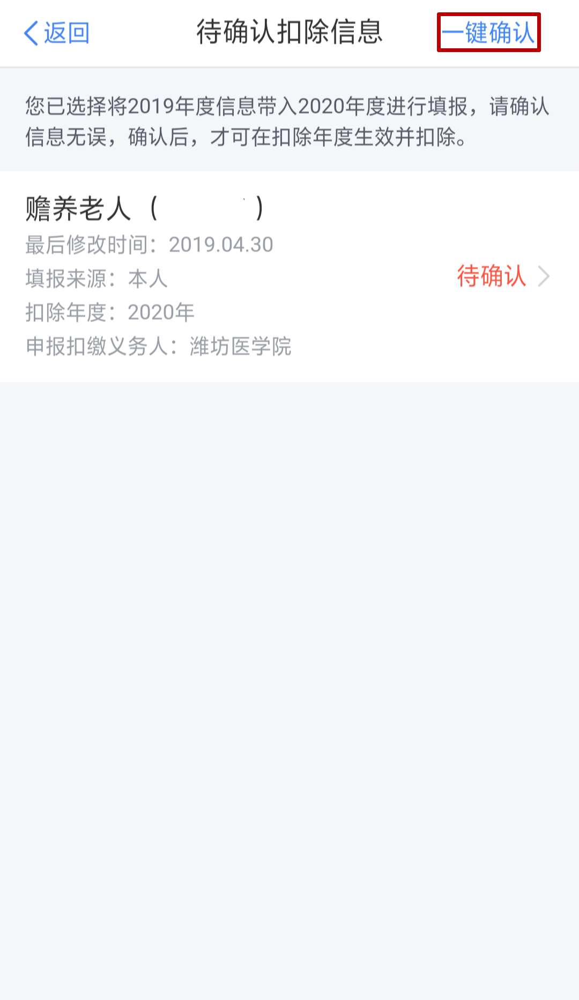 返回 待确认扣除信息 一键确认
您已选择将2019年度信息带入2020年度进行填报，请确认
信息无误，确认后，才可在扣除年度生效并扣除。
赡养老人（ ）
最后修改时间：2019.04.30
填报来源：本人
待确认
扣除年度：2020年
申报扣缴义务人：潍坊医学院